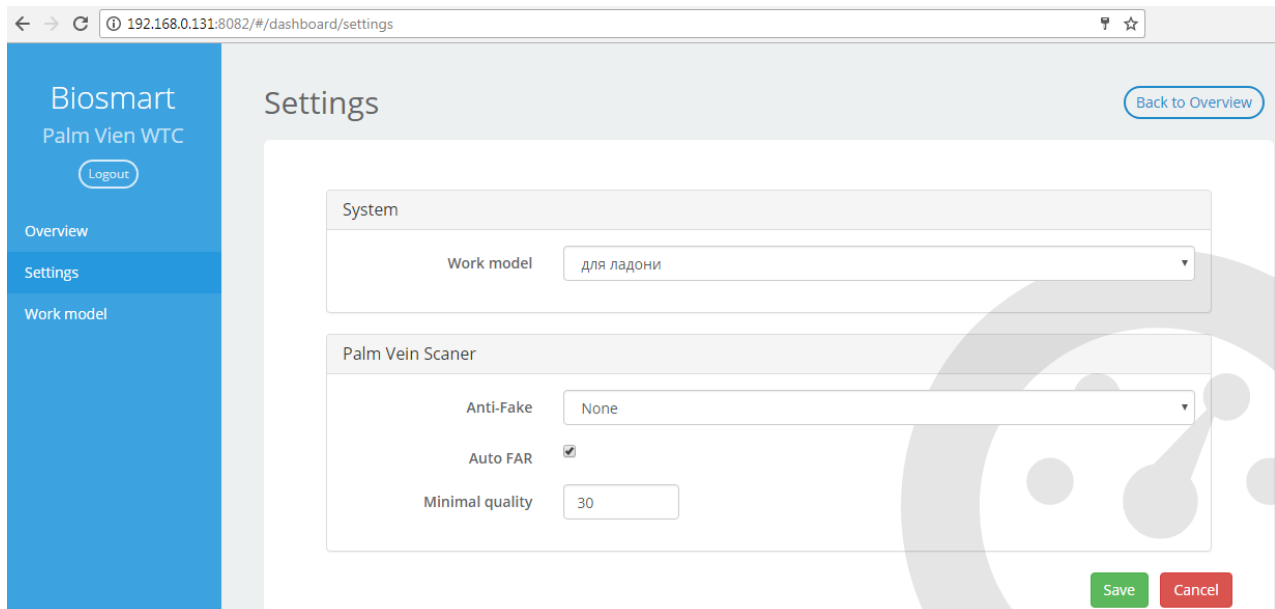 192.168.0.131:8082/#/dashboard/settings
Biosmart
Palm Vien WTC
Logout
Overview
Settings
Work model
Settings
Back to Overview
System
Work model
для ладони
Palm Vein Scaner
Anti-Fake
None
Auto FAR
Minimal quality
30
Save
Cancel